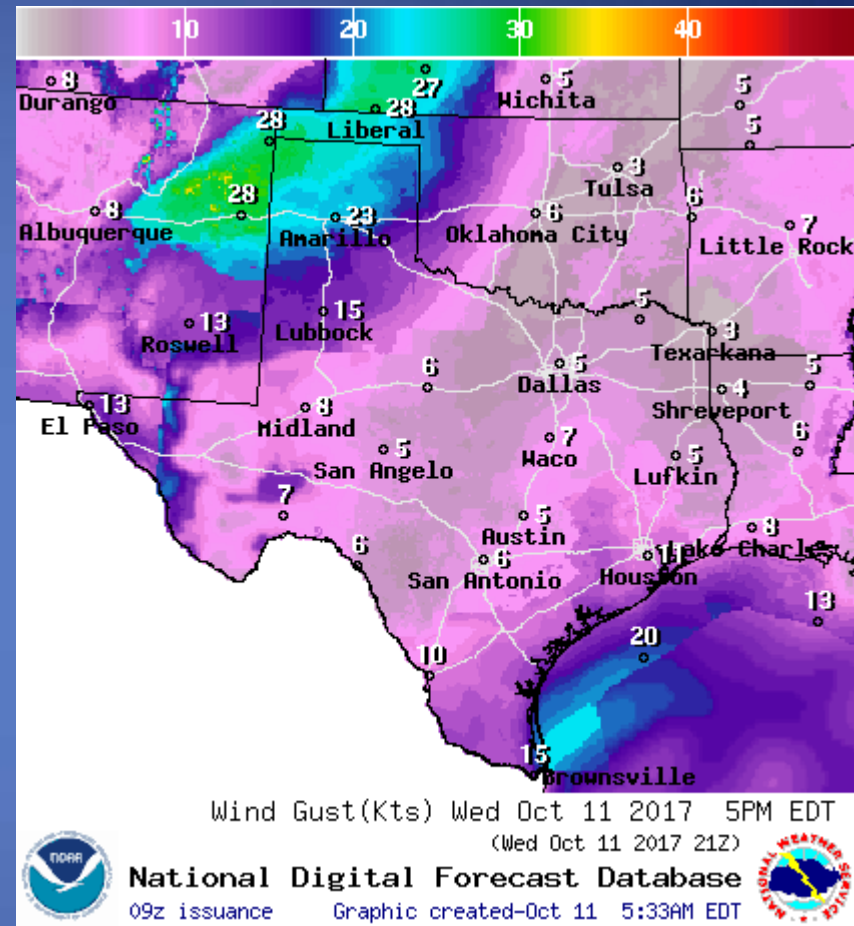 10 20 30 40
8 27 5 5
Durango Wichita
28 28 5
Liberal
3
Tulsa
8 28 23 6 6 7
Albuquerque Amarillo Oklahoma City Little Rock
13 15 5 3
Roswell Lubbock Texarkana
6 5 4 5
Dallas Shreveport
13 8
El Paso Midland
5 7 5 6
San Angelo Waco Lufkin
7 5 8
Austin
6 6 11 Lake Charles
San Antonio Houston
13
20
10
15
Brownsville
Wind Gust(Kts) Wed Oct 11 2017 5PM EDT
(Wed Oct 11 2017 21Z)
NOAA
National Digital Forecast Database
09z issuance Graphic created-Oct 11 5:33AM EDT
NATIONAL WEATHER SERVICE